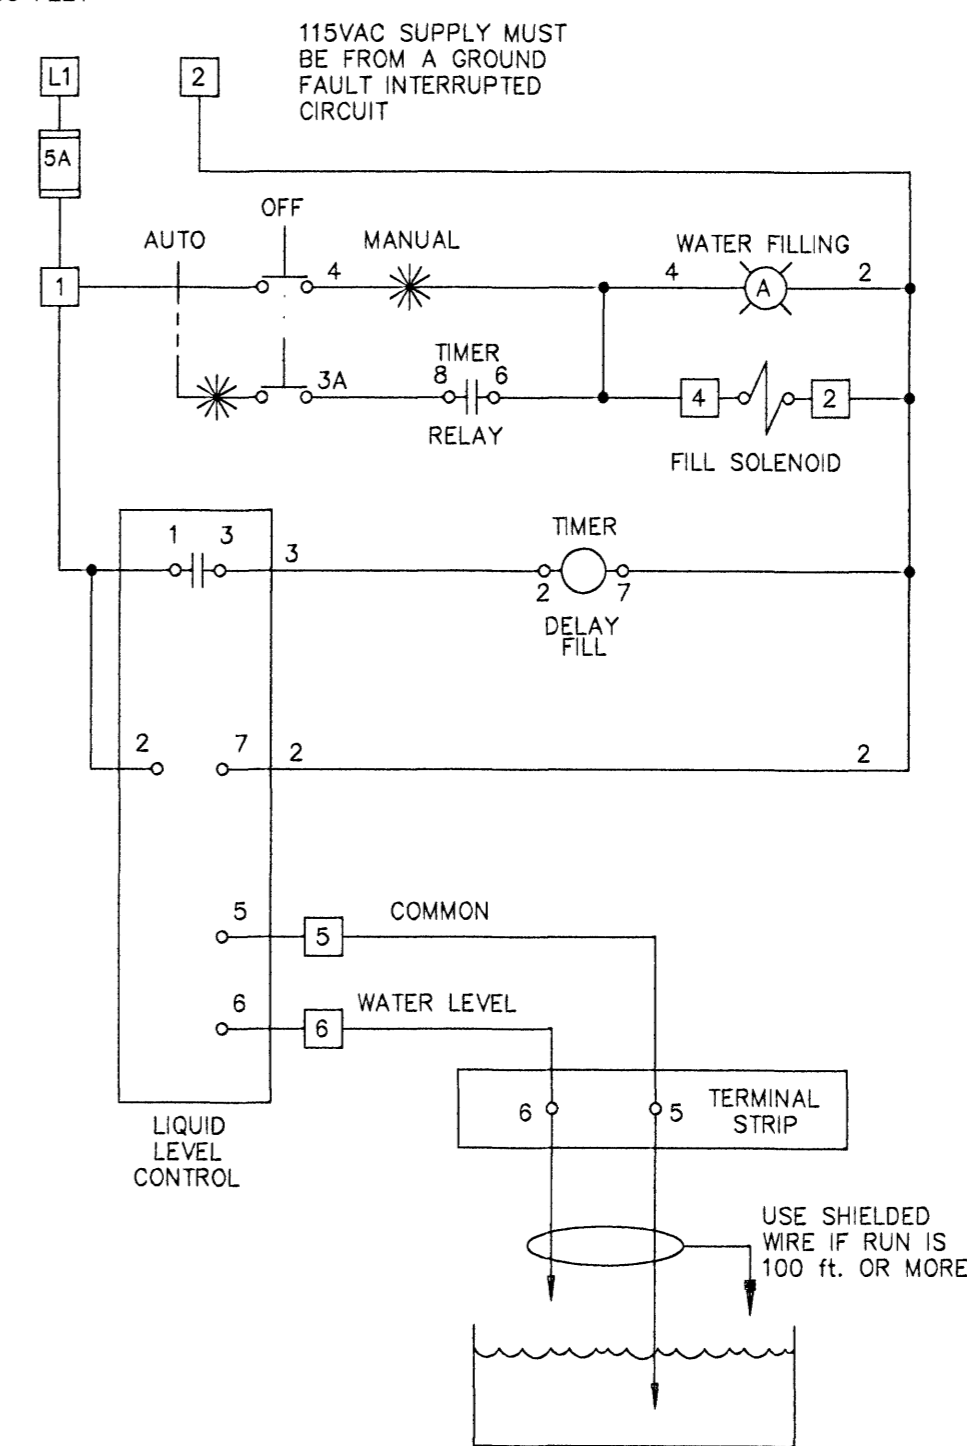 115VAC SUPPLY MUST
BE FROM A GROUND
FAULT INTERRUPTED
CIRCUIT
L1
2
5A
OFF
AUTO
MANUAL
WATER FILLING
1
4
4
A
2
TIMER
3A
8
6
RELAY
4
2
FILL SOLENOID
1
3
3
TIMER
2
7
DELAY
FILL
2
7
2
2
5
5
COMMON
6
6
WATER LEVEL
LIQUID
LEVEL
CONTROL
6
5
TERMINAL
STRIP
USE SHIELDED
WIRE IF RUN IS
100 ft. OR MORE